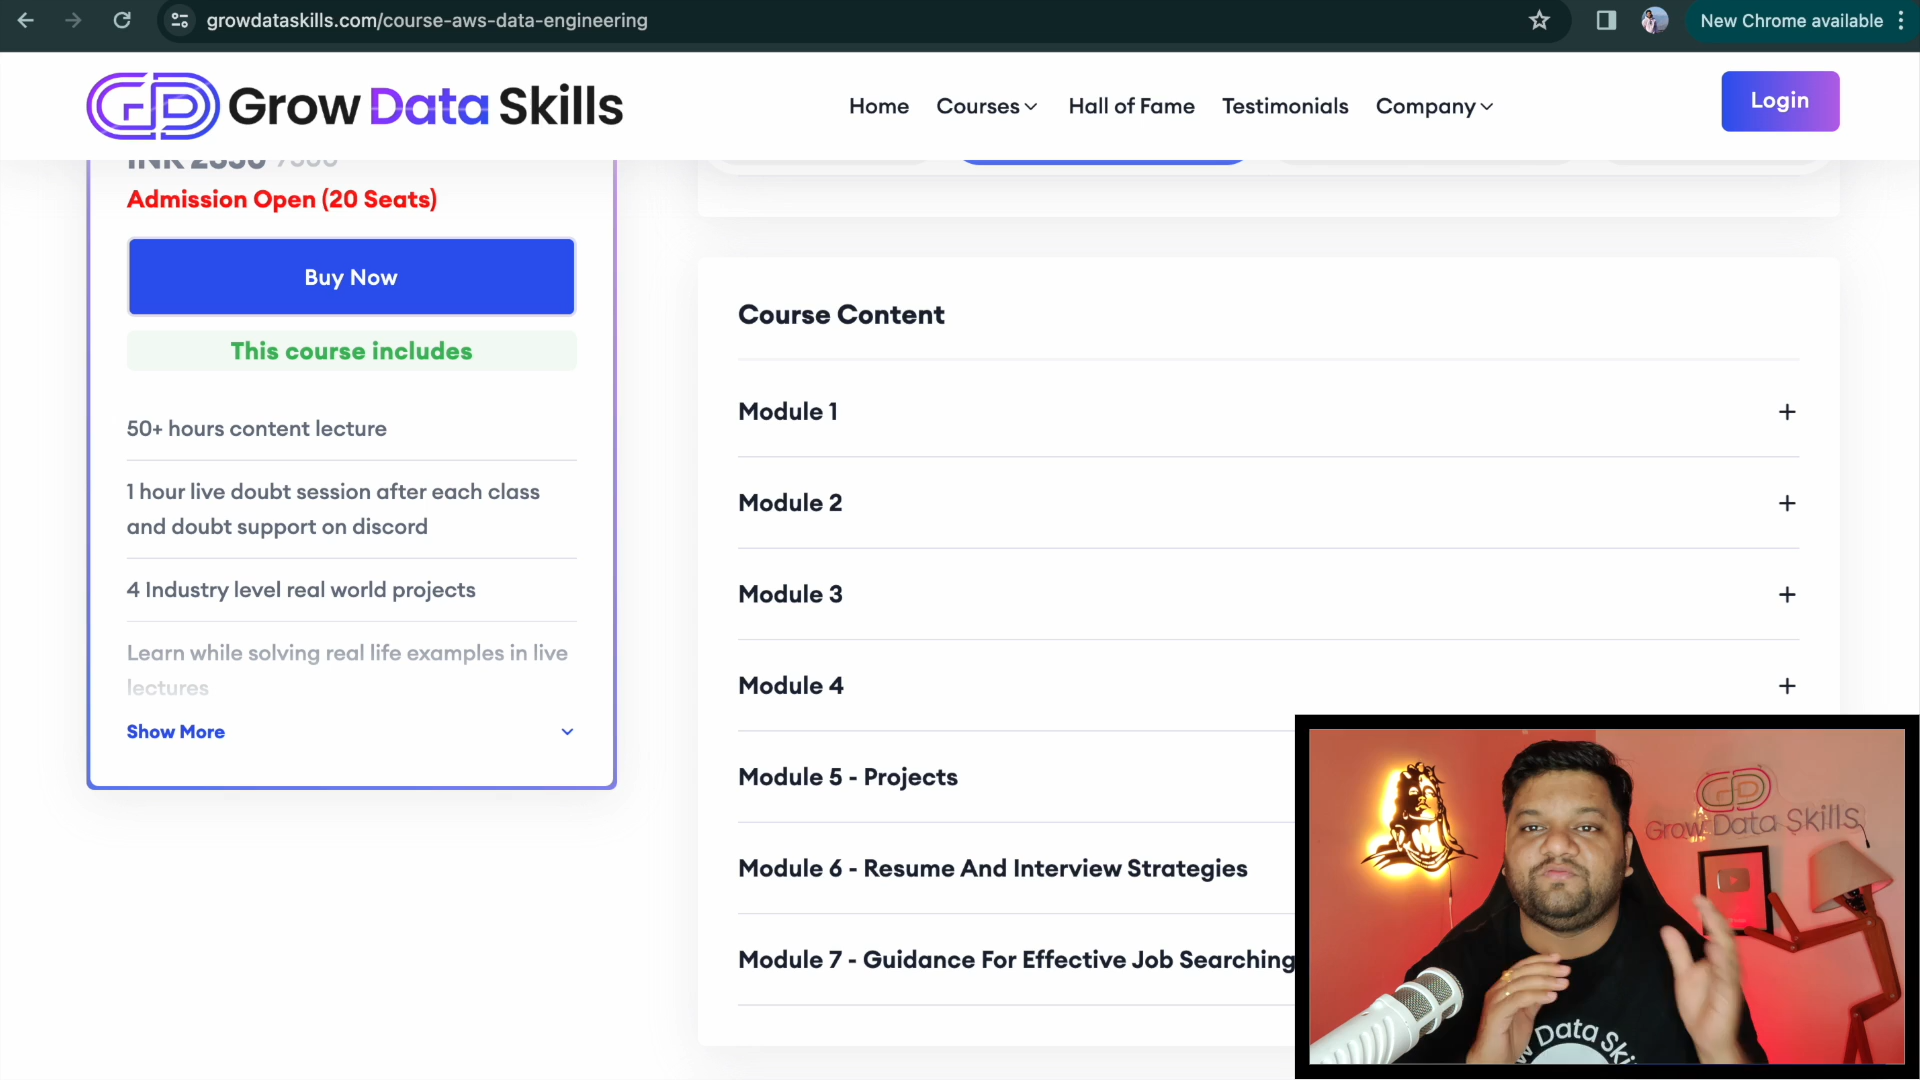 growdataskills.com/course-aws-data-engineering
New Chrome available
Grow Data Skills
Home
Courses
Hall of Fame
Testimonials
Company
Login
Admission Open (20 Seats)
Buy Now
This course includes
50+ hours content lecture
1 hour live doubt session after each class
and doubt support on discord
4 Industry level real world projects
Learn while solving real life examples in live
lectures
Show More
Course Content
Module 1
Module 2
Module 3
Module 4
Module 5 - Projects
Module 6 - Resume And Interview Strategies
Module 7 - Guidance For Effective Job Searching
Grow Data Skills
Data